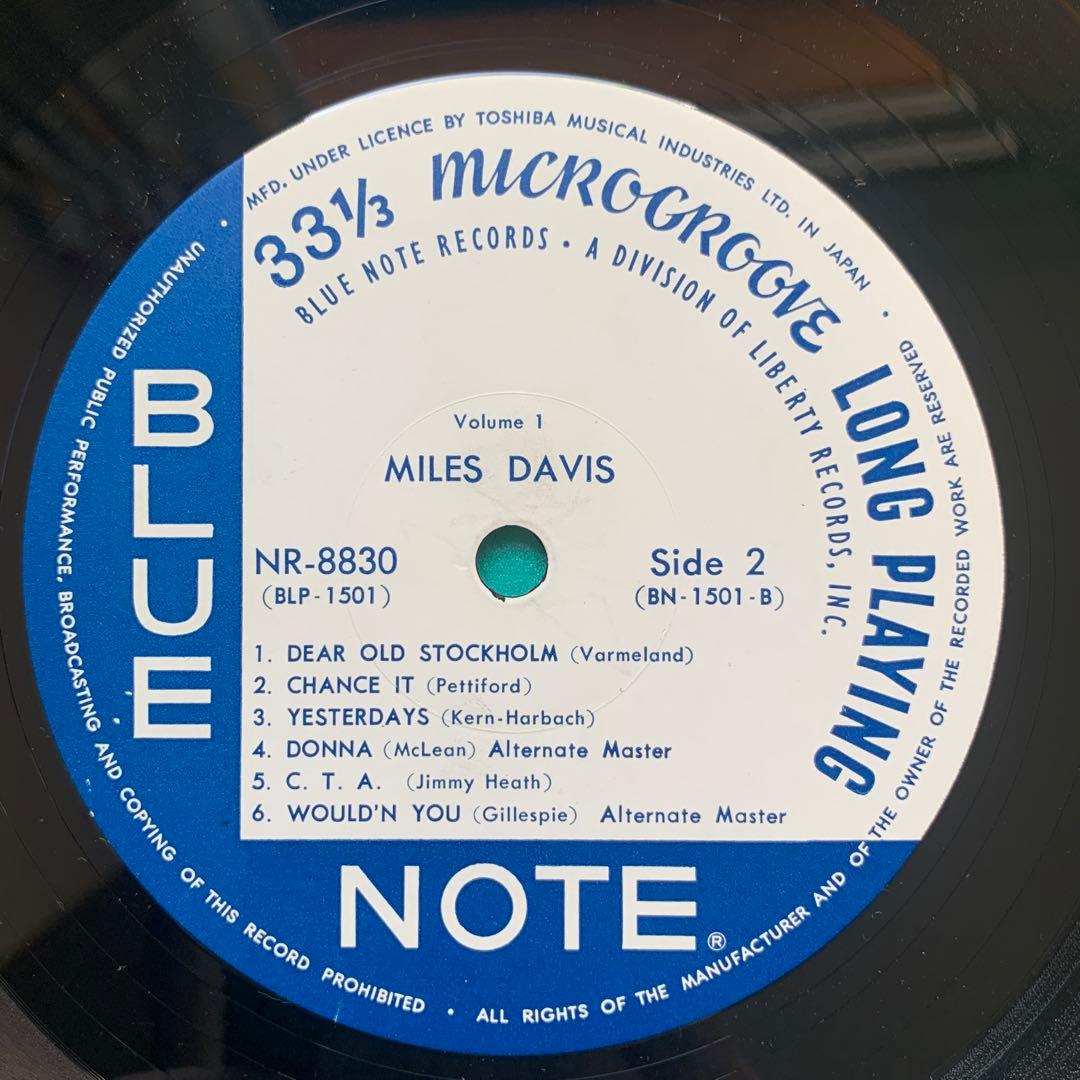 MFD. UNDER LICENCE BY TOSHIBA MUSICAL INDUSTRIES LTD. IN JAPAN •
33 1/3 MICROGROOVE LONG PLAYING
BLUE NOTE RECORDS • A DIVISION OF LIBERTY RECORDS, INC.
Volume 1
MILES DAVIS
NR-8830
(BLP-1501)
Side 2
(BN-1501-B)
1. DEAR OLD STOCKHOLM (Varmeland)
2. CHANCE IT (Pettiford)
3. YESTERDAYS (Kern-Harbach)
4. DONNA (McLean) Alternate Master
5. C. T. A. (Jimmy Heath)
6. WOULD'N YOU (Gillespie) Alternate Master
BLUE
NOTE®
UNAUTHORIZED PUBLIC PERFORMANCE, BROADCASTING AND COPYING OF THIS RECORD PROHIBITED • ALL RIGHTS OF THE MANUFACTURER AND OF THE OWNER OF THE RECORDED WORK ARE RESERVED •